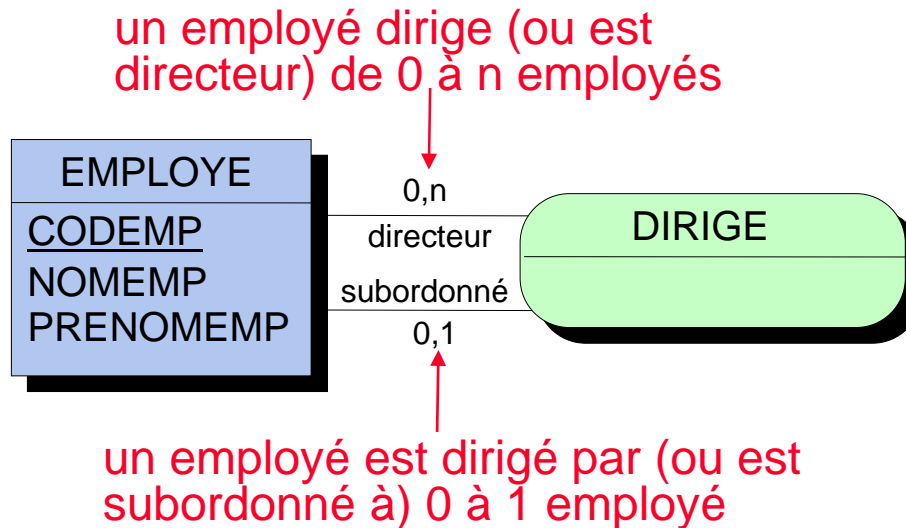 un employé dirige (ou est
directeur) de 0 à n employés
EMPLOYE
CODEMP
NOMEMP
PRENOMEMP
0,n
directeur
subordonné
0,1
DIRIGE
un employé est dirigé par (ou est
subordonné à) 0 à 1 employé